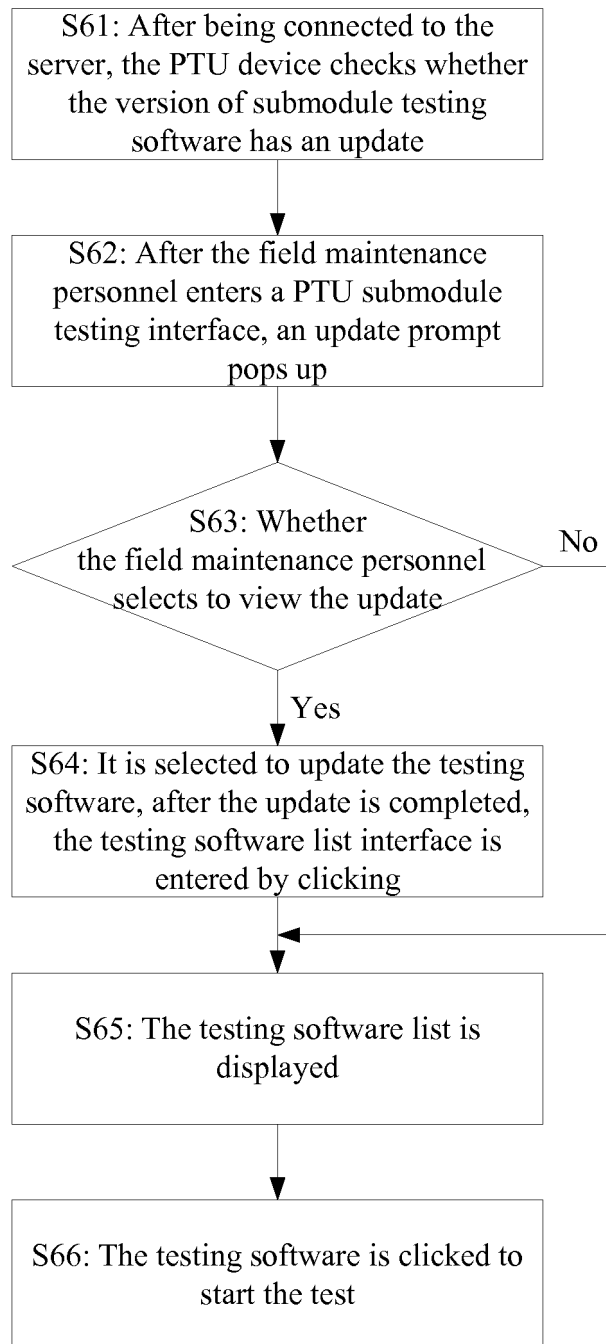 S61: After being connected to the
server, the PTU device checks whether
the version of submodule testing
software has an update
S62: After the field maintenance
personnel enters a PTU submodule
testing interface, an update prompt
pops up
S63: Whether
the field maintenance personnel
selects to view the update
No
Yes
S64: It is selected to update the testing
software, after the update is completed,
the testing software list interface is
entered by clicking
S65: The testing software list is
displayed
S66: The testing software is clicked to
start the test